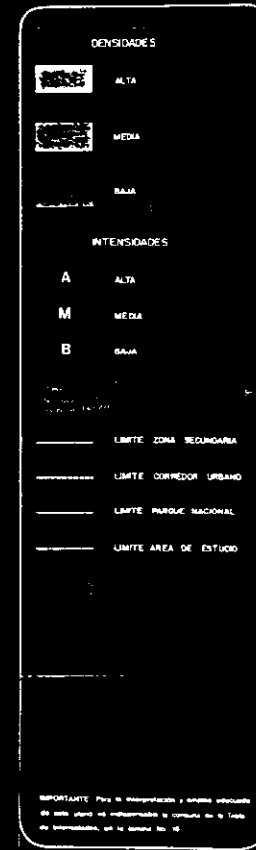 DENSIDADES
ALTA
MEDIA
BAJA
INTENSIDADES
A ALTA
M MEDIA
B BAJA
LIMITE ZONA SECUNDARIA
LIMITE CORREDOR URBANO
LIMITE PARQUE NACIONAL
LIMITE AREA DE ESTUDIO
IMPORTANTE: Para la interpretación y empleo adecuado
de este plano es indispensable la consulta de la Tabla
de Intensidades, en la lamina No. 16